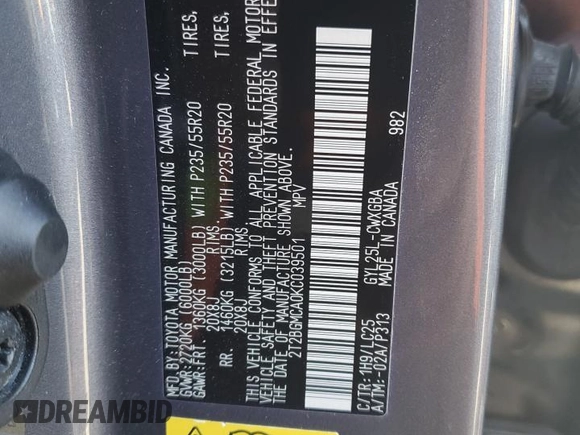 MFD.BY:TOYOTA MOTOR MANUFACTURING CANADA INC.
GVWR:2720KG (6000LB)
GAWR:FRT. 1360KG (3000LB) WITH P235/55R20 TIRES,
20X8J RIMS
RR. 1460KG (3215LB) WITH P235/55R20 TIRES,
20X8J RIMS
THIS VEHICLE CONFORMS TO ALL APPLICABLE FEDERAL MOTOR
VEHICLE SAFETY AND THEFT PREVENTION STANDARDS IN EFFE
THE DATE OF MANUFACTURE SHOWN ABOVE.
2T2BGMCA0KC039501 MPV
982
C/TR:1H9/LC25 GYL25L-CWXGBA
A/TM:-02A/P313 MADE IN CANADA
DREAMBID